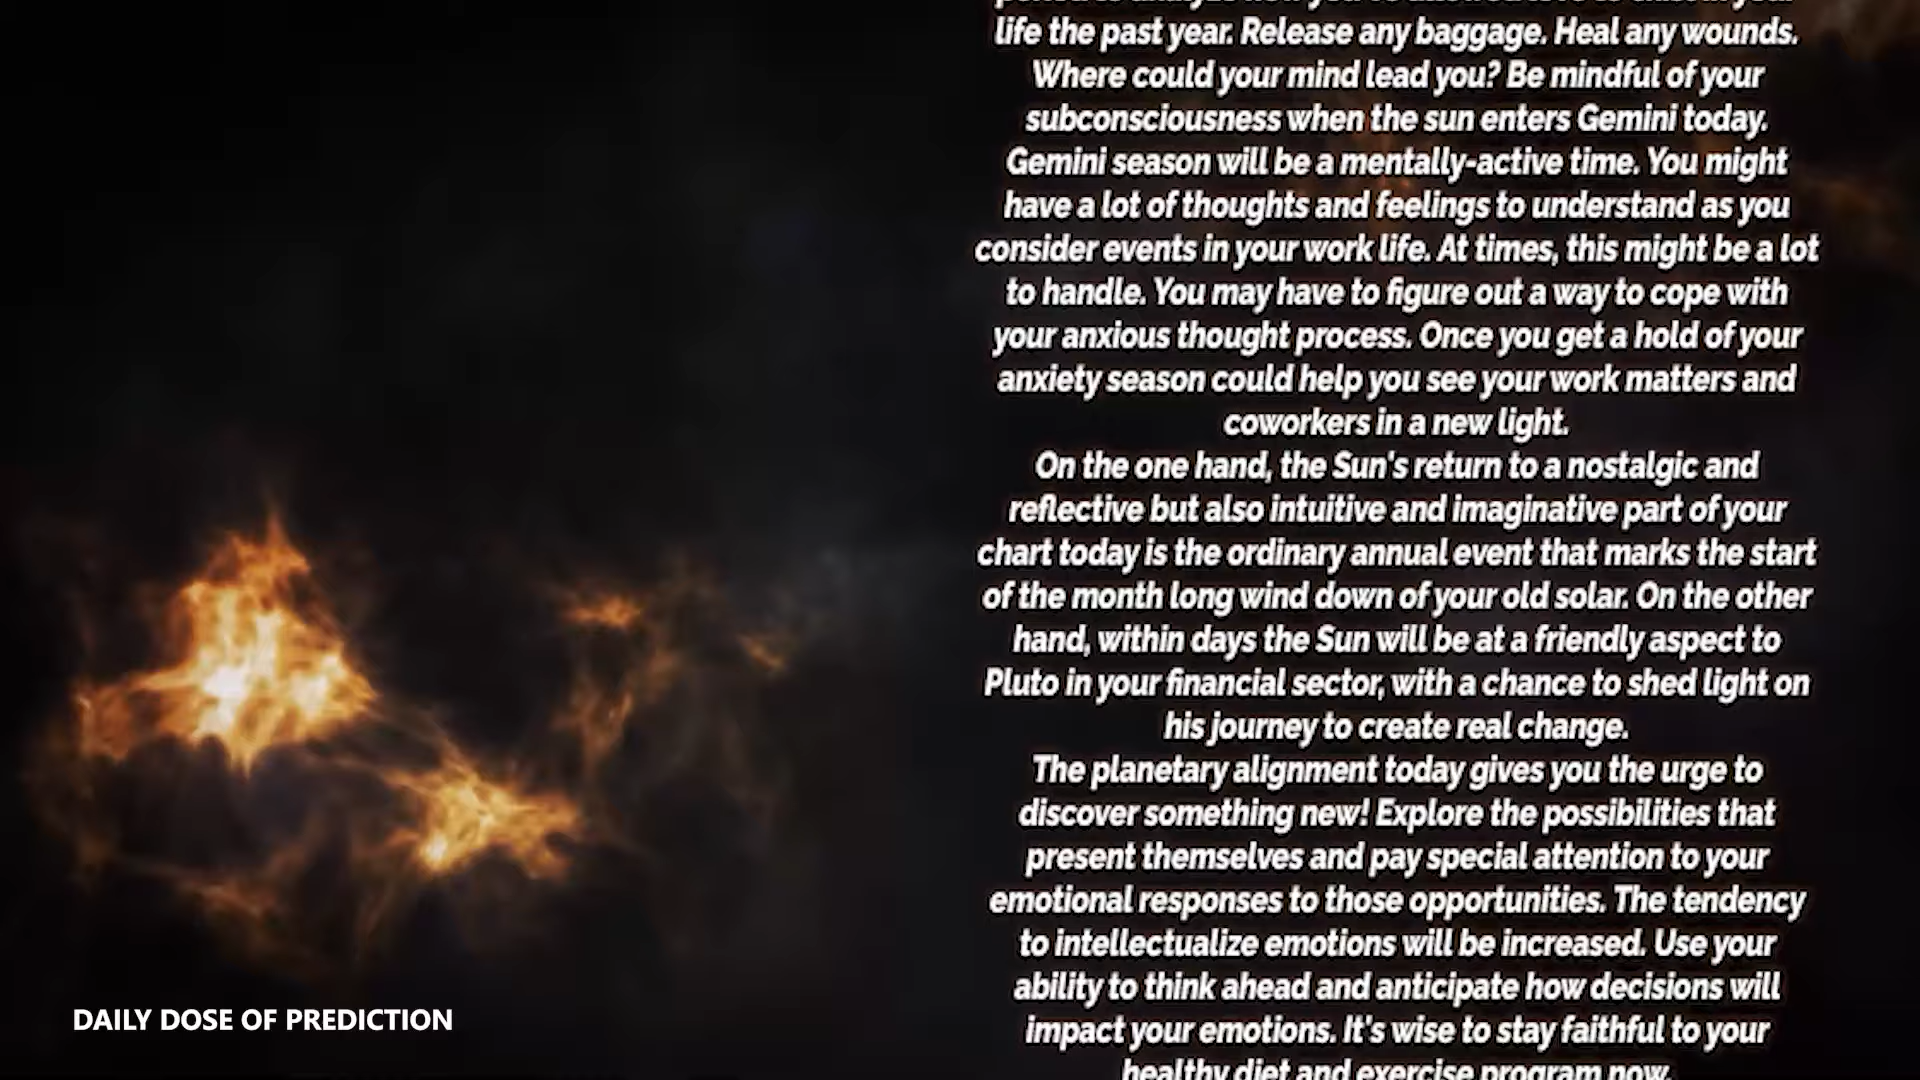 life the past year. Release any baggage. Heal any wounds.
Where could your mind lead you? Be mindful of your
subconsciousness when the sun enters Gemini today.
Gemini season will be a mentally-active time. You might
have a lot of thoughts and feelings to understand as you
consider events in your work life. At times, this might be a lot
to handle. You may have to figure out a way to cope with
your anxious thought process. Once you get a hold of your
anxiety season could help you see your work matters and
coworkers in a new light.
On the one hand, the Sun's return to a nostalgic and
reflective but also intuitive and imaginative part of your
chart today is the ordinary annual event that marks the start
of the month long wind down of your old solar. On the other
hand, within days the Sun will be at a friendly aspect to
Pluto in your financial sector, with a chance to shed light on
his journey to create real change.
The planetary alignment today gives you the urge to
discover something new! Explore the possibilities that
present themselves and pay special attention to your
emotional responses to those opportunities. The tendency
to intellectualize emotions will be increased. Use your
ability to think ahead and anticipate how decisions will
impact your emotions. It's wise to stay faithful to your
healthy diet and exercise program now.
DAILY DOSE OF PREDICTION